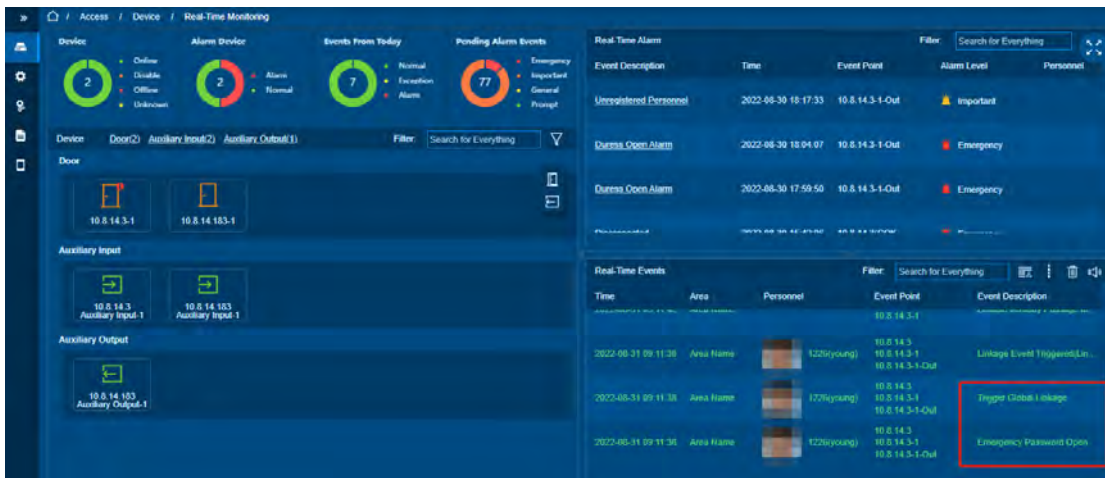 » / Access / Device / Real-Time Monitoring
Device
2
Online
Disable
Offline
Unknown
Alarm Device
2
Alarm
Normal
Events From Today
7
Normal
Exception
Alarm
Pending Alarm Events
77
Emergency
Important
General
Prompt
Device Door(2) Auxiliary Input(2) Auxiliary Output(1) Filter: Search for Everything
Door
10.8.14.3-1
10.8.14.183-1
Auxiliary Input
10.8.14.3
Auxiliary Input-1
10.8.14.183
Auxiliary Input-1
Auxiliary Output
10.8.14.183
Auxiliary Output-1
Real-Time Alarm Filter: Search for Everything
Event Description Time Event Point Alarm Level Personnel
Unregistered Personnel 2022-08-30 18:17:33 10.8.14.3-1-Out Important
Duress Open Alarm 2022-08-30 18:04:07 10.8.14.3-1-Out Emergency
Duress Open Alarm 2022-08-30 17:59:50 10.8.14.3-1-Out Emergency
Real-Time Events Filter: Search for Everything
Time Area Personnel Event Point Event Description
10.8.14.3-1
2022-08-31 09:11:38 Area Name 1226(young) 10.8.14.3 Linkage Event Triggered(Lin...
10.8.14.3-1
10.8.14.3-1-Out
2022-08-31 09:11:38 Area Name 1226(young) 10.8.14.3 Trigger Global Linkage
10.8.14.3-1
10.8.14.3-1-Out
2022-08-31 09:11:38 Area Name 1226(young) 10.8.14.3 Emergency Password Open
10.8.14.3-1
10.8.14.3-1-Out